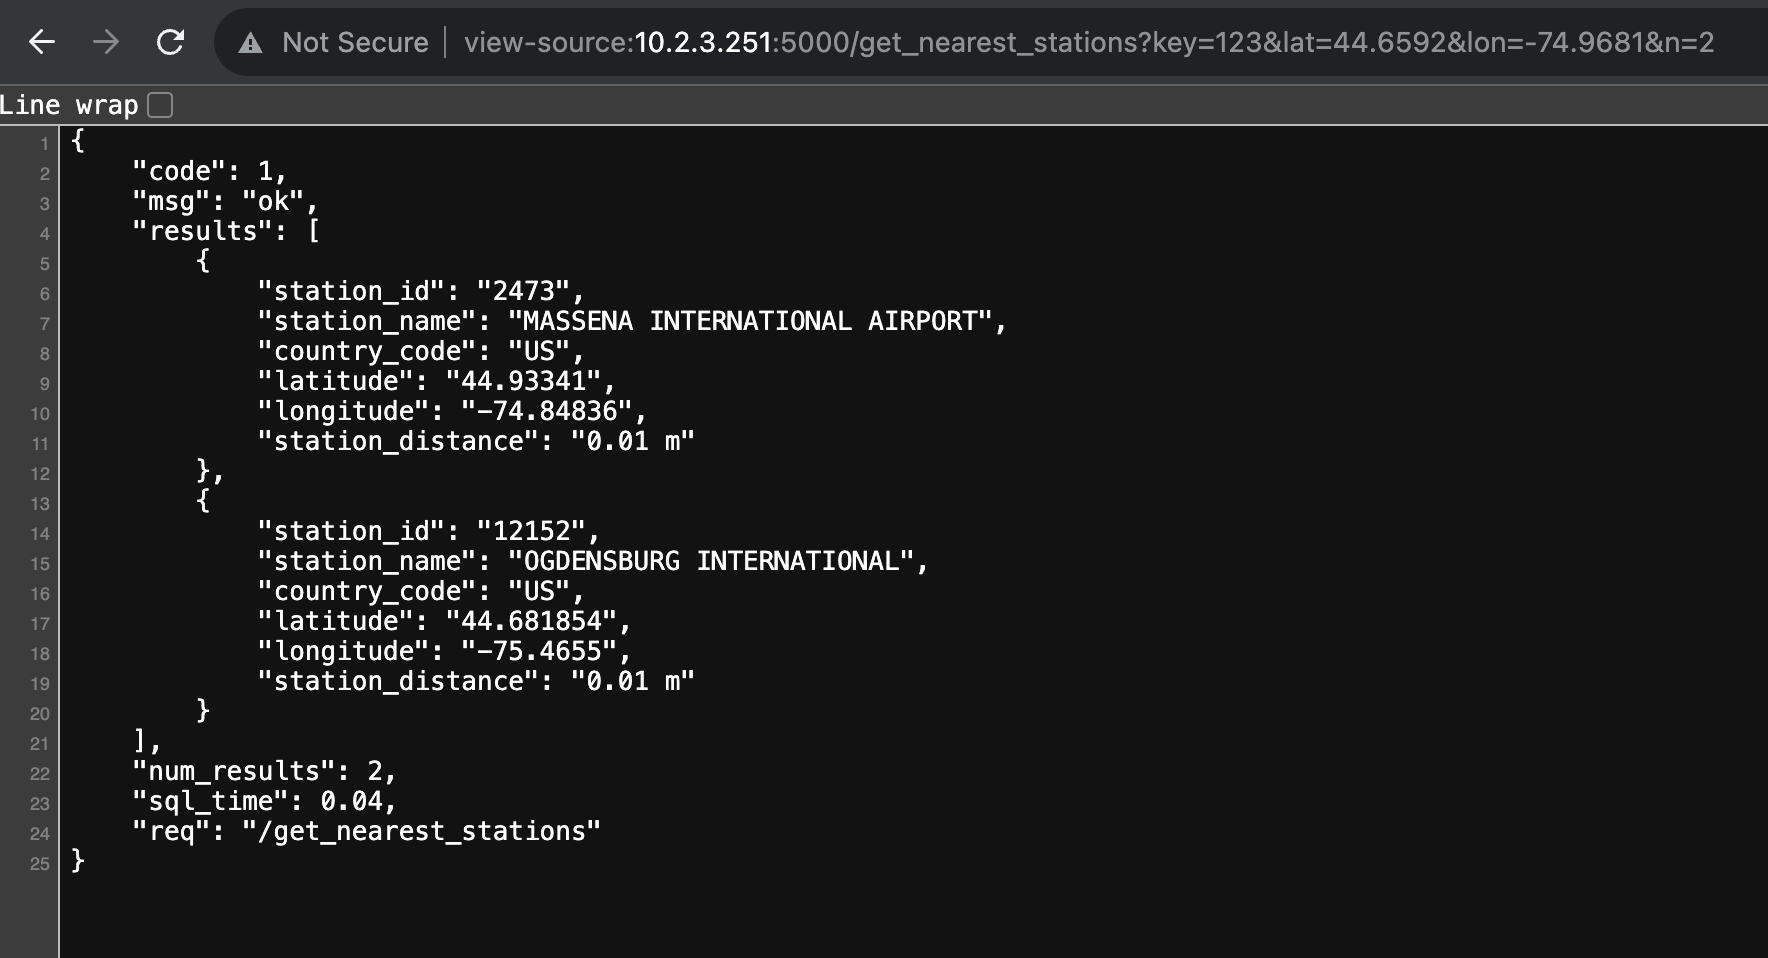 Not Secure view-source:10.2.3.251:5000/get_nearest_stations?key=123&lat=44.6592&lon=-74.9681&n=2
Line wrap
1 {
2 "code": 1,
3 "msg": "ok",
4 "results": [
5 {
6 "station_id": "2473",
7 "station_name": "MASSENA INTERNATIONAL AIRPORT",
8 "country_code": "US",
9 "latitude": "44.93341",
10 "longitude": "-74.84836",
11 "station_distance": "0.01 m"
12 },
13 {
14 "station_id": "12152",
15 "station_name": "OGDENSBURG INTERNATIONAL",
16 "country_code": "US",
17 "latitude": "44.681854",
18 "longitude": "-75.4655",
19 "station_distance": "0.01 m"
20 }
21 ],
22 "num_results": 2,
23 "sql_time": 0.04,
24 "req": "/get_nearest_stations"
25 }